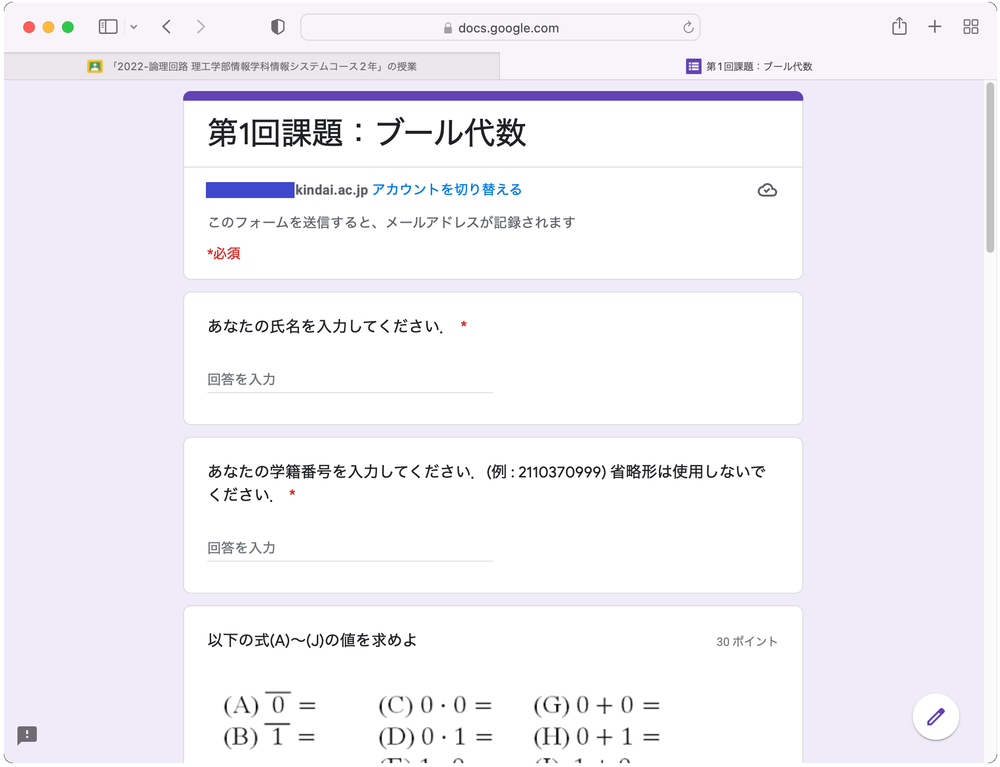 docs.google.com
「2022-論理回路 理工学部情報学科情報システムコース2年」の授業
第1回課題：ブール代数
第1回課題：ブール代数
kindai.ac.jp アカウントを切り替える
このフォームを送信すると、メールアドレスが記録されます
*必須
あなたの氏名を入力してください． *
回答を入力
あなたの学籍番号を入力してください． (例 : 2110370999) 省略形は使用しないで
ください． *
回答を入力
以下の式(A)〜(J)の値を求めよ
30 ポイント
(A) 0̅ = (C) 0 · 0 = (G) 0 + 0 =
(B) 1̅ = (D) 0 · 1 = (H) 0 + 1 =